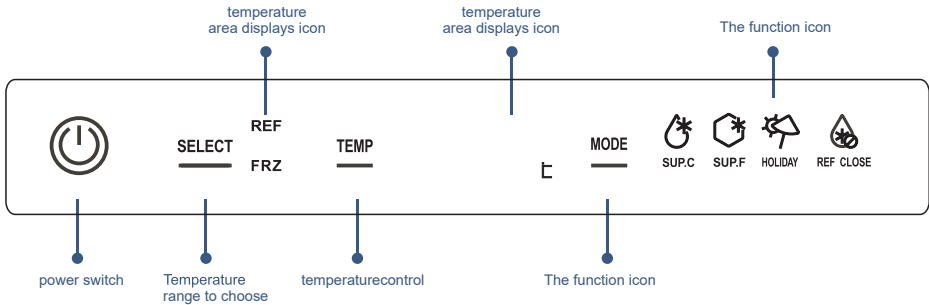 temperature
area displays icon
temperature
area displays icon
The function icon
REF
SELECT
FRZ
TEMP
MODE
SUP.C
SUP.F
HOLIDAY
REF CLOSE
power switch
Temperature
range to choose
temperaturecontrol
The function icon